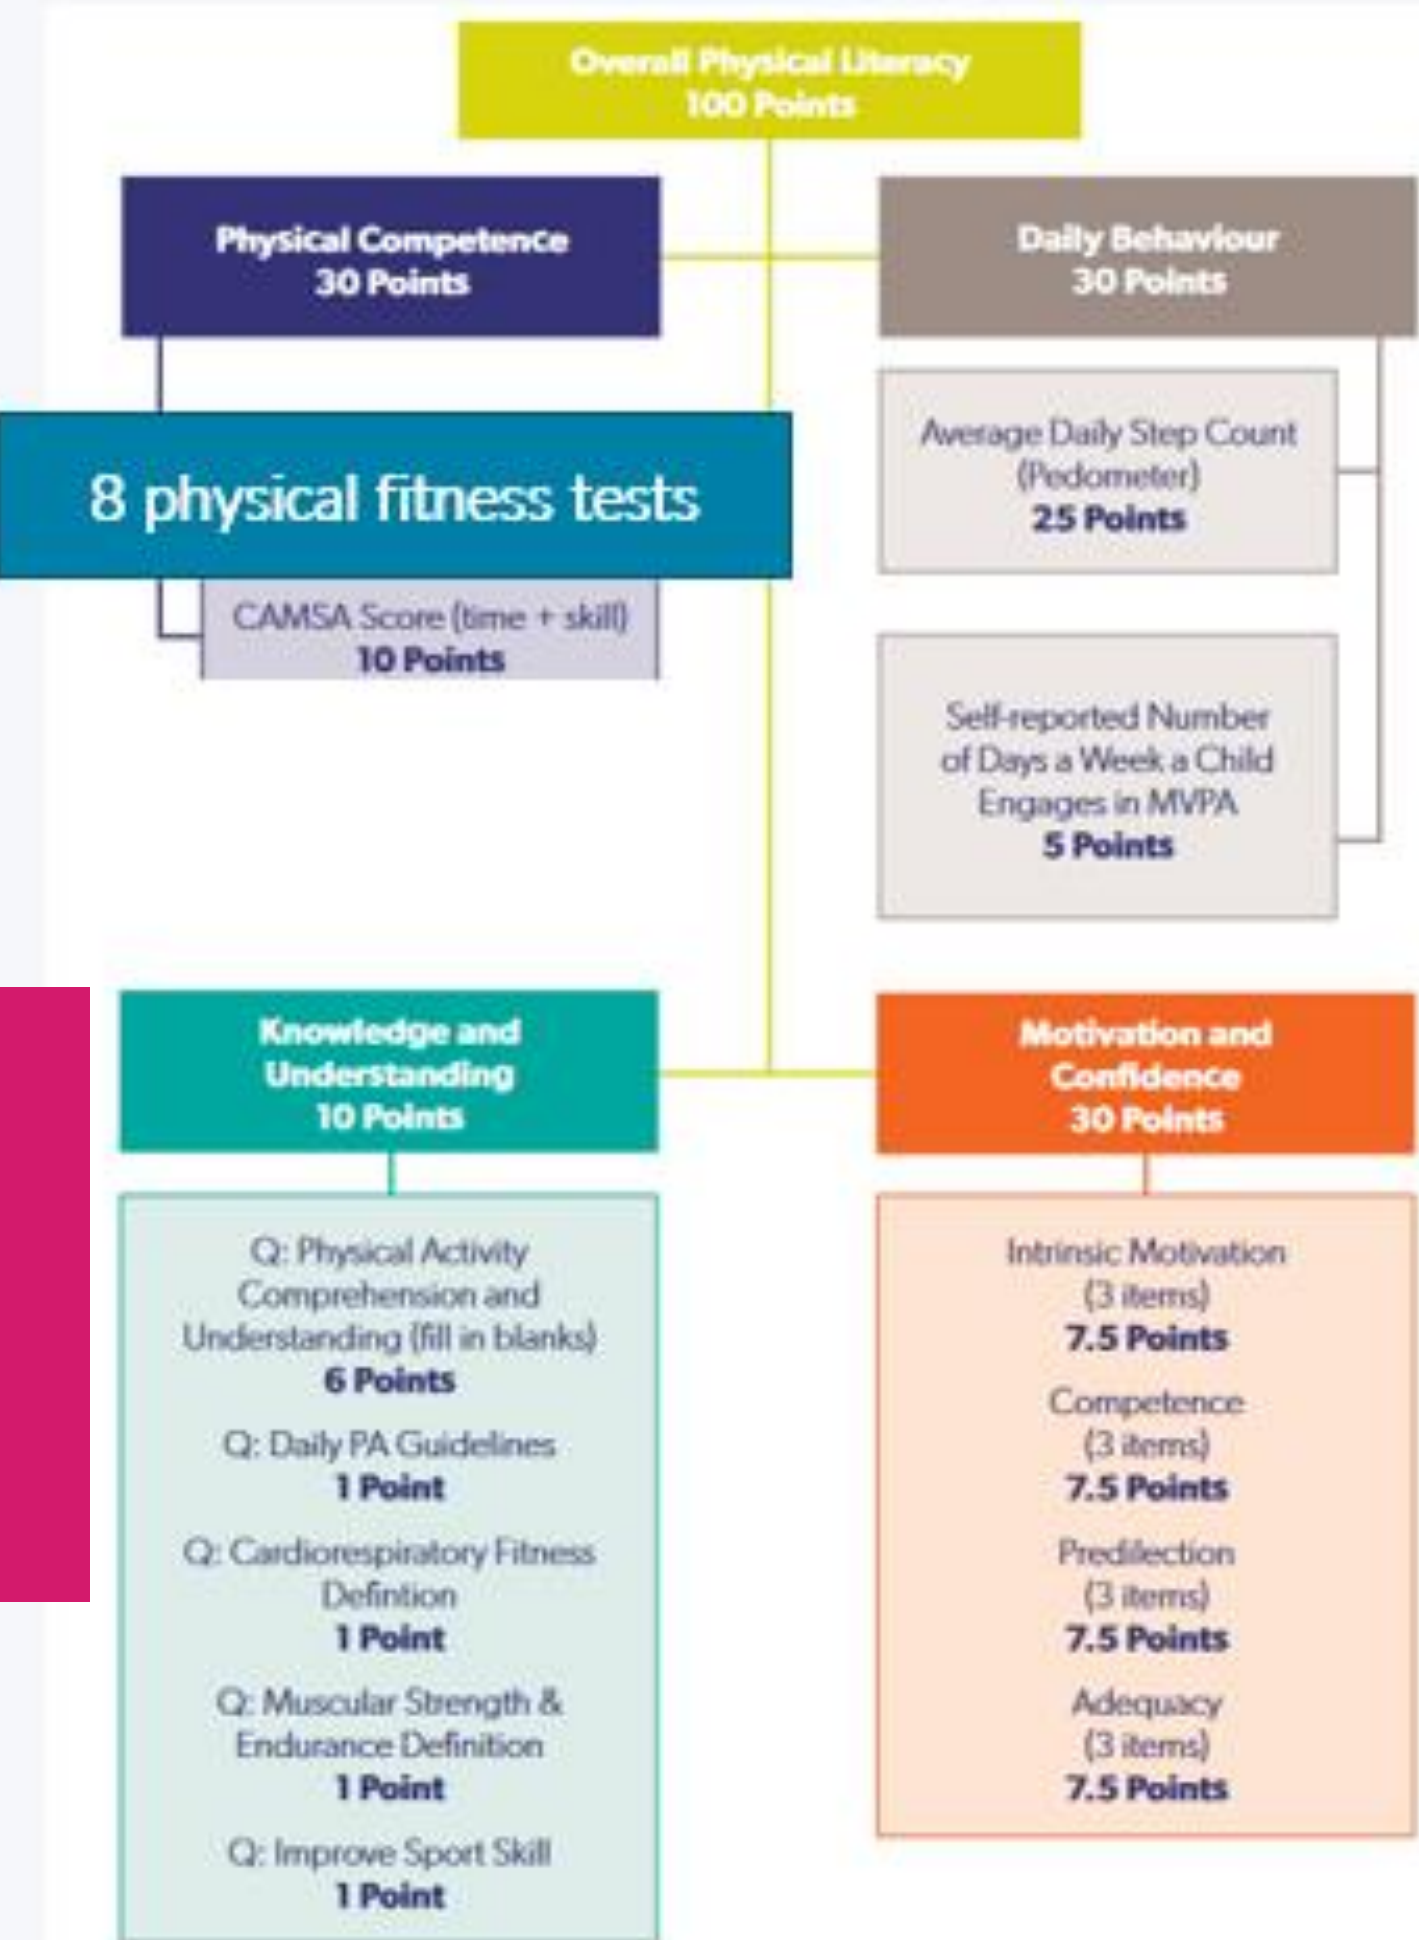 Overall Physical Literacy
100 Points
Physical Competence
30 Points
Daily Behaviour
30 Points
8 physical fitness tests
CAMSA Score (time + skill)
10 Points
Average Daily Step Count
(Pedometer)
25 Points
Self-reported Number
of Days a Week a Child
Engages in MVPA
5 Points
Knowledge and
Understanding
10 Points
Q: Physical Activity
Comprehension and
Understanding (fill in blanks)
6 Points
Q: Daily PA Guidelines
1 Point
Q: Cardiorespiratory Fitness
Defintion
1 Point
Q: Muscular Strength &
Endurance Definition
1 Point
Q: Improve Sport Skill
1 Point
Motivation and
Confidence
30 Points
Intrinsic Motivation
(3 items)
7.5 Points
Competence
(3 items)
7.5 Points
Predilection
(3 items)
7.5 Points
Adequacy
(3 items)
7.5 Points